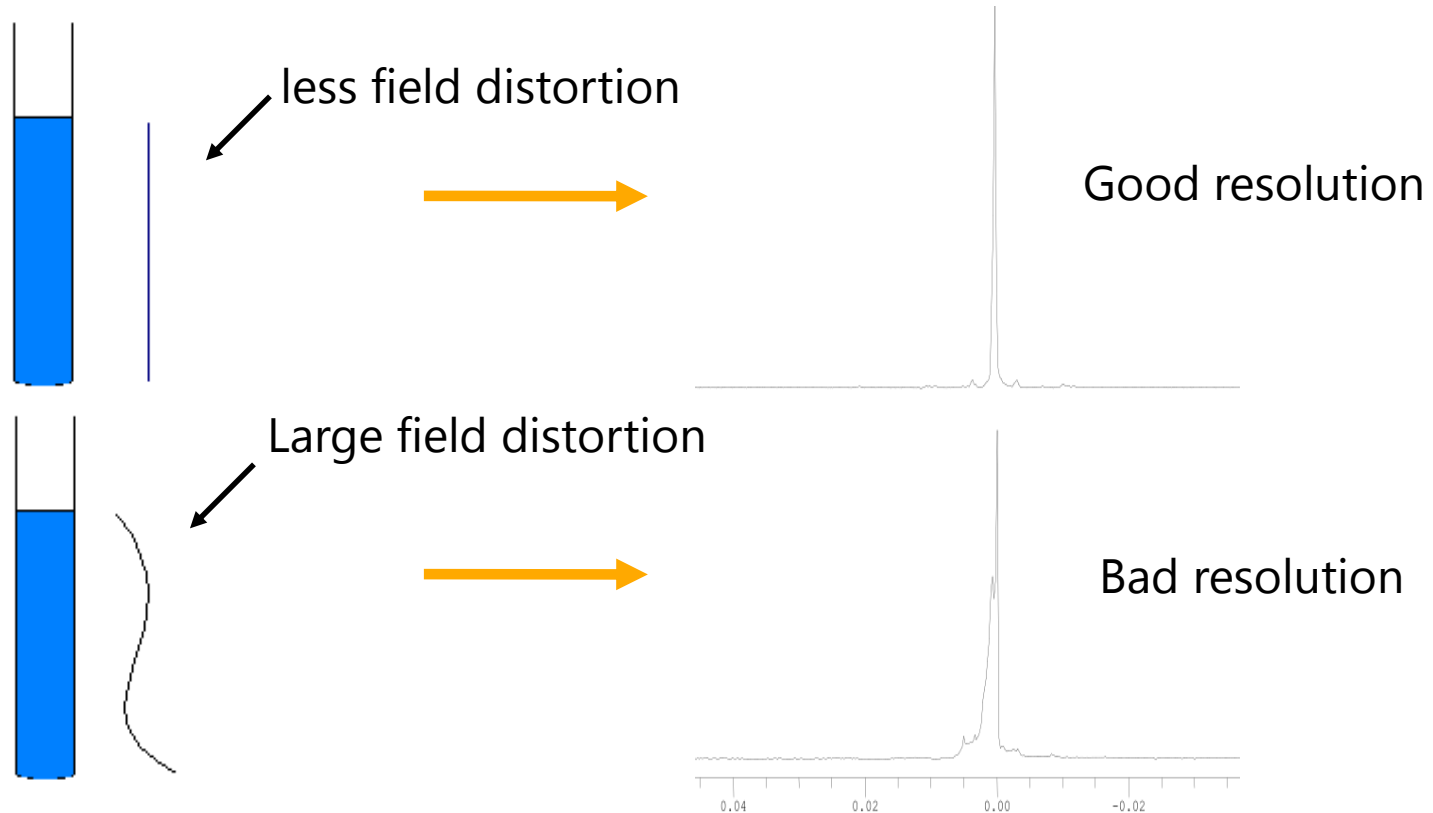 less field distortion
Good resolution
Large field distortion
Bad resolution
0.04 0.02 0.00 -0.02